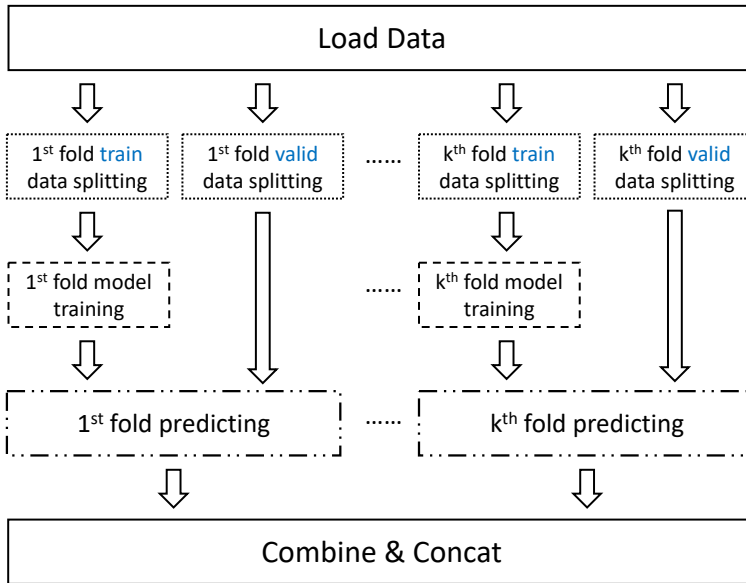 Load Data
1st fold train
data splitting
1st fold valid
data splitting
......
kth fold train
data splitting
kth fold valid
data splitting
1st fold model
training
......
kth fold model
training
1st fold predicting
......
kth fold predicting
Combine & Concat